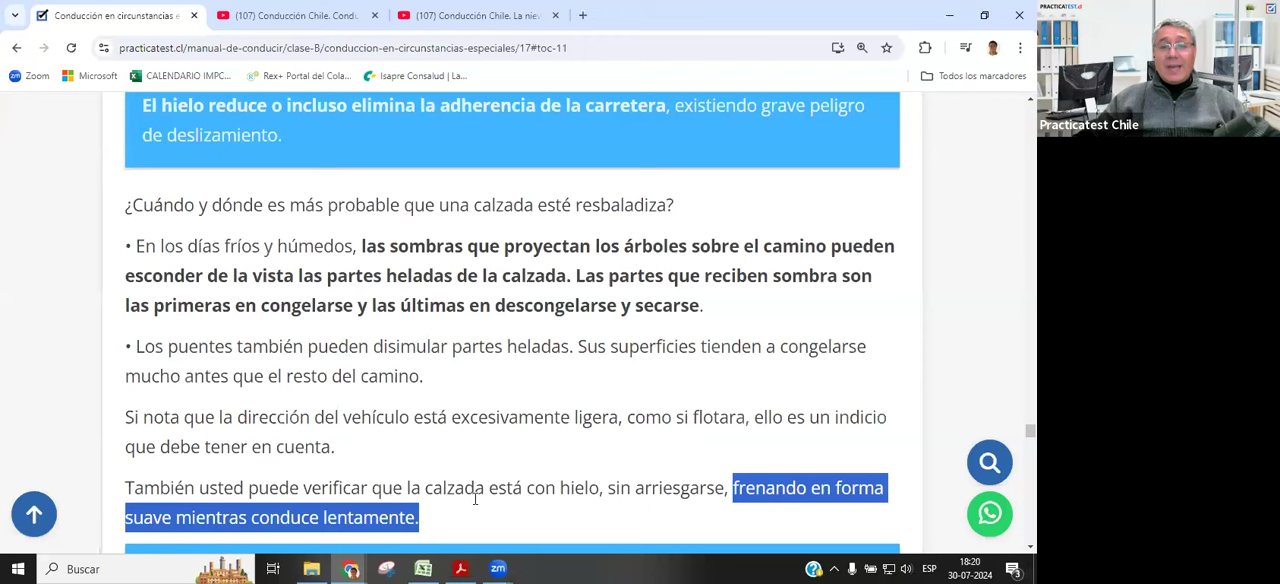 Conducción en circunstancias e
(107) Conducción Chile. Co
(107) Conducción Chile. La niev
practicatest.cl/manual-de-conducir/clase-b/conduccion-en-circunstancias-especiales/17#toc-11
Zoom
Microsoft
CALENDARIO IMPC...
Rex+ Portal del Cola
Isapre Consalud | La...
Todos los marcadores
El hielo reduce o incluso elimina la adherencia de la carretera, existiendo grave peligro
de deslizamiento.
¿Cuándo y dónde es más probable que una calzada esté resbaladiza?
• En los días fríos y húmedos, las sombras que proyectan los árboles sobre el camino pueden
esconder de la vista las partes heladas de la calzada. Las partes que reciben sombra son
las primeras en congelarse y las últimas en descongelarse y secarse.
• Los puentes también pueden disimular partes heladas. Sus superficies tienden a congelarse
mucho antes que el resto del camino.
Si nota que la dirección del vehículo está excesivamente ligera, como si flotara, ello es un indicio
que debe tener en cuenta.
También usted puede notar que la calzada está con hielo, sin arriesgarse, frenando en forma
suave mientras conduce lentamente.
Buscar
ESP
18:20
30-07-2024
3
PRACTICATEST.cl
Practicatest Chile